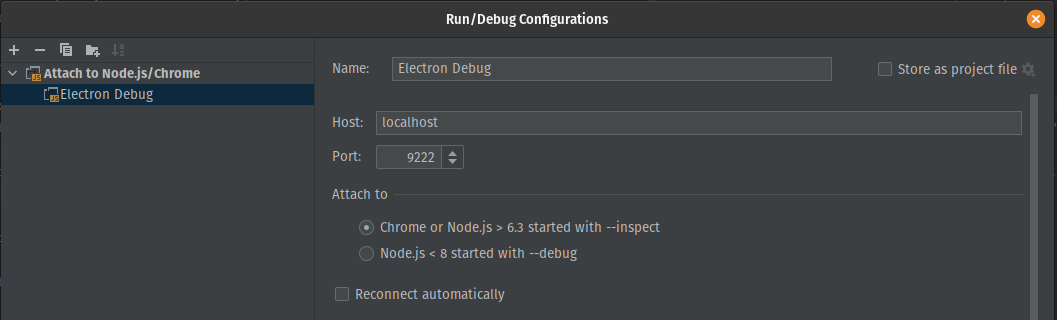 Run/Debug Configurations
Attach to Node.js/Chrome
Electron Debug
Name: Electron Debug
Store as project file
Host: localhost
Port: 9222
Attach to
Chrome or Node.js > 6.3 started with --inspect
Node.js < 8 started with --debug
Reconnect automatically